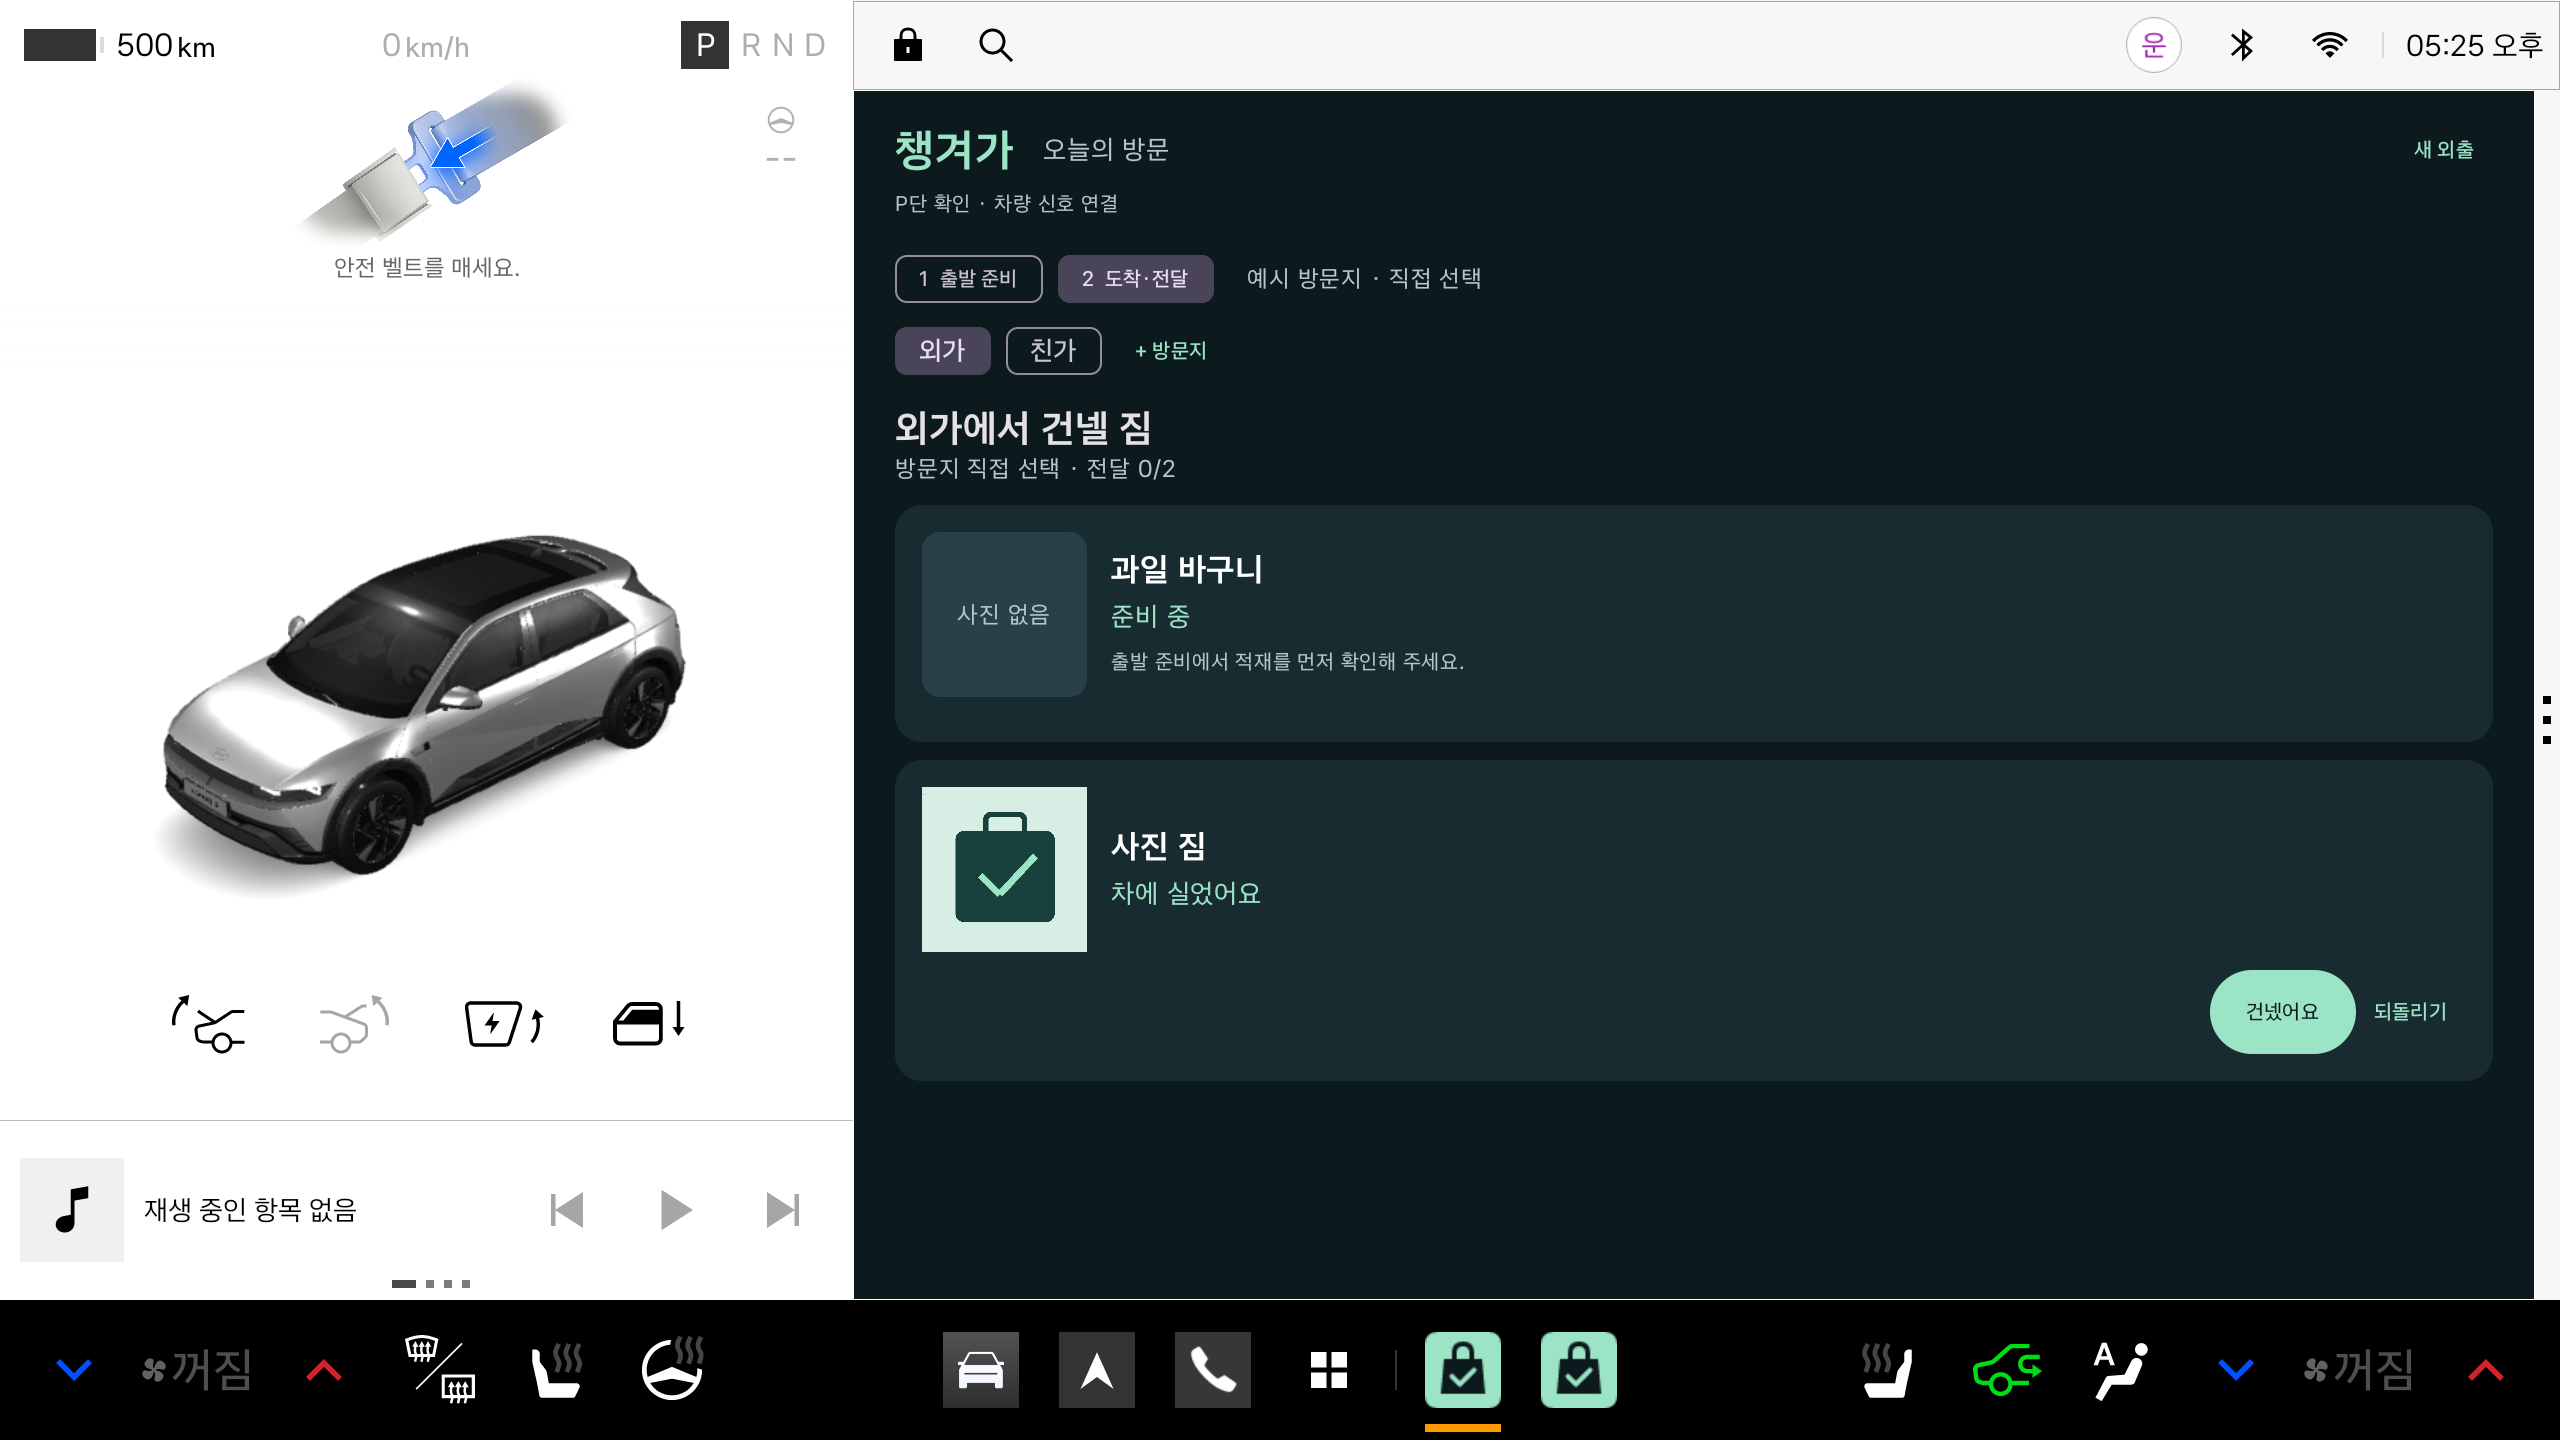 500 km
0 km/h
P R N D
운
05:25 오후
안전 벨트를 매세요.
--
챙겨가 오늘의 방문
새 외출
P단 확인 · 차량 신호 연결
1 출발 준비
2 도착·전달
예시 방문지 · 직접 선택
외가
친가
+ 방문지
외가에서 건넬 짐
방문지 직접 선택 · 전달 0/2
사진 없음
과일 바구니
준비 중
출발 준비에서 적재를 먼저 확인해 주세요.
사진 짐
차에 실었어요
건넸어요
되돌리기
재생 중인 항목 없음
꺼짐
A
꺼짐